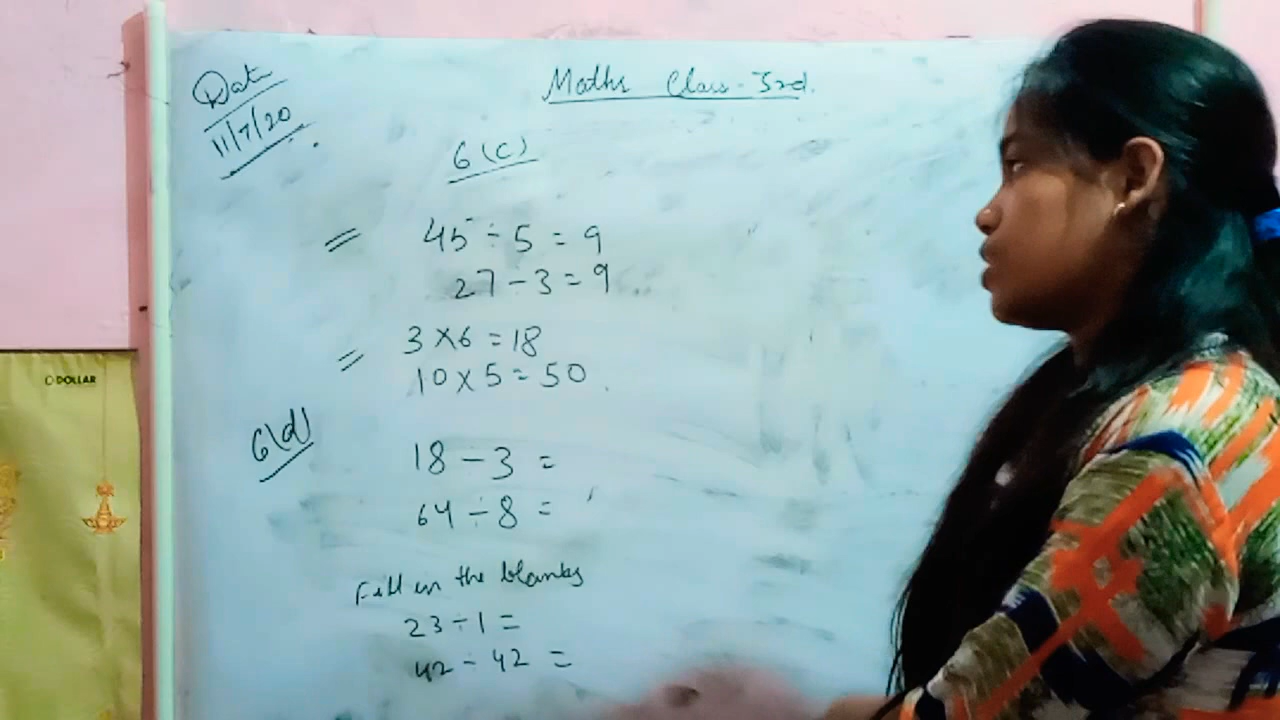 Date
11/7/20
Maths Class - 3rd.
6(c)
= 45 ÷ 5 = 9
27 ÷ 3 = 9
= 3 × 6 = 18
10 × 5 = 50
6(d)
18 ÷ 3 =
64 ÷ 8 =
Fill in the blanks
23 ÷ 1 =
42 ÷ 42 =
DOLLAR